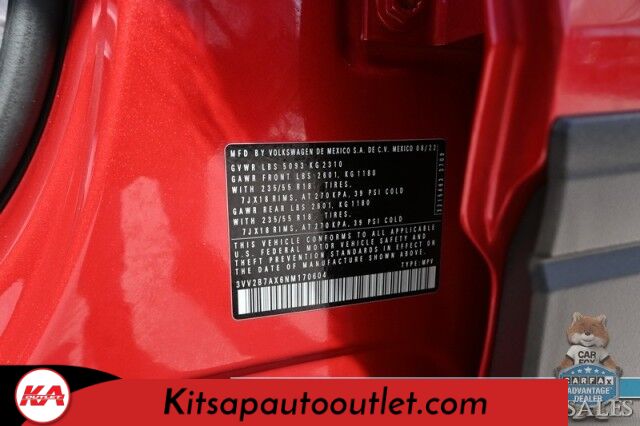 MFD BY VOLKSWAGEN DE MEXICO S.A. DE C.V. MEXICO 08/22
GVWR LBS 5093 KG 2310
GAWR FRONT LBS 2601, KG 1180
WITH 235/55 R18 TIRES,
7JX18 RIMS, AT 270 KPA, 39 PSI COLD
GAWR REAR LBS 2601, KG 1180
WITH 235/55 R18 TIRES,
7JX18 RIMS, AT 270 KPA, 39 PSI COLD
THIS VEHICLE CONFORMS TO ALL APPLICABLE
U.S. FEDERAL MOTOR VEHICLE SAFETY AND
THEFT PREVENTION STANDARDS IN EFFECT ON
THE DATE OF MANUFACTURE SHOWN ABOVE.
3VV2B7AX6NM170604 TYPE: MPV
CAR
FOX
CARFAX
ADVANTAGE
DEALER
SALES
KA
OUTLET
Kitsapautooutlet.com